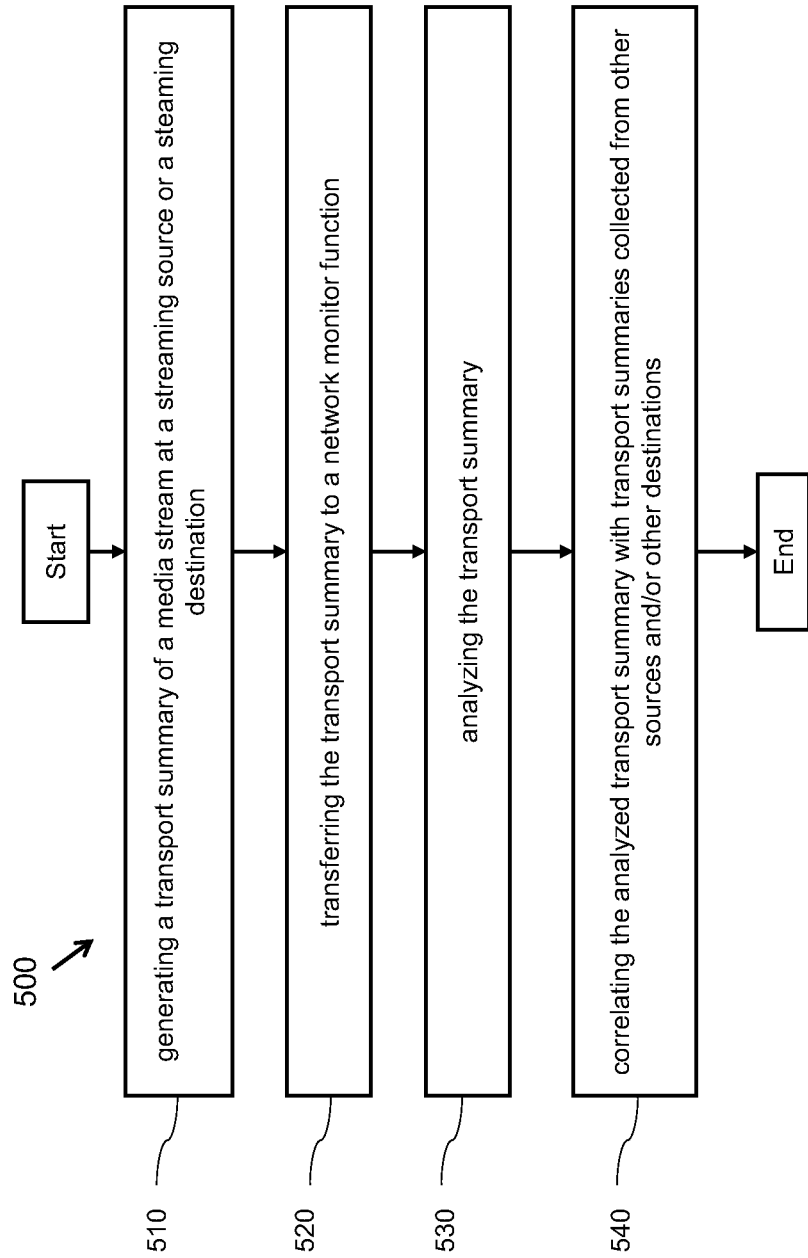 500
Start
510
generating a transport summary of a media stream at a streaming source or a steaming
destination
520
transferring the transport summary to a network monitor function
530
analyzing the transport summary
540
correlating the analyzed transport summary with transport summaries collected from other
sources and/or other destinations
End